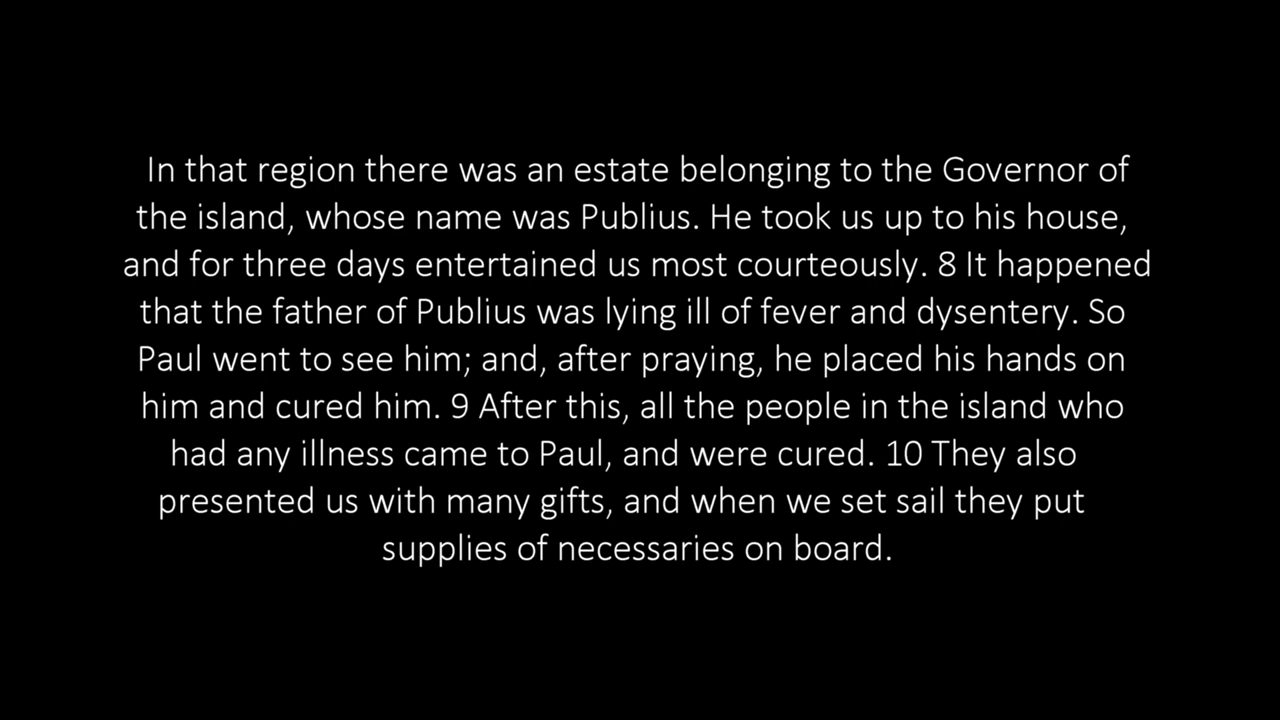 In that region there was an estate belonging to the Governor of
the island, whose name was Publius. He took us up to his house,
and for three days entertained us most courteously. 8 It happened
that the father of Publius was lying ill of fever and dysentery. So
Paul went to see him; and, after praying, he placed his hands on
him and cured him. 9 After this, all the people in the island who
had any illness came to Paul, and were cured. 10 They also
presented us with many gifts, and when we set sail they put
supplies of necessaries on board.